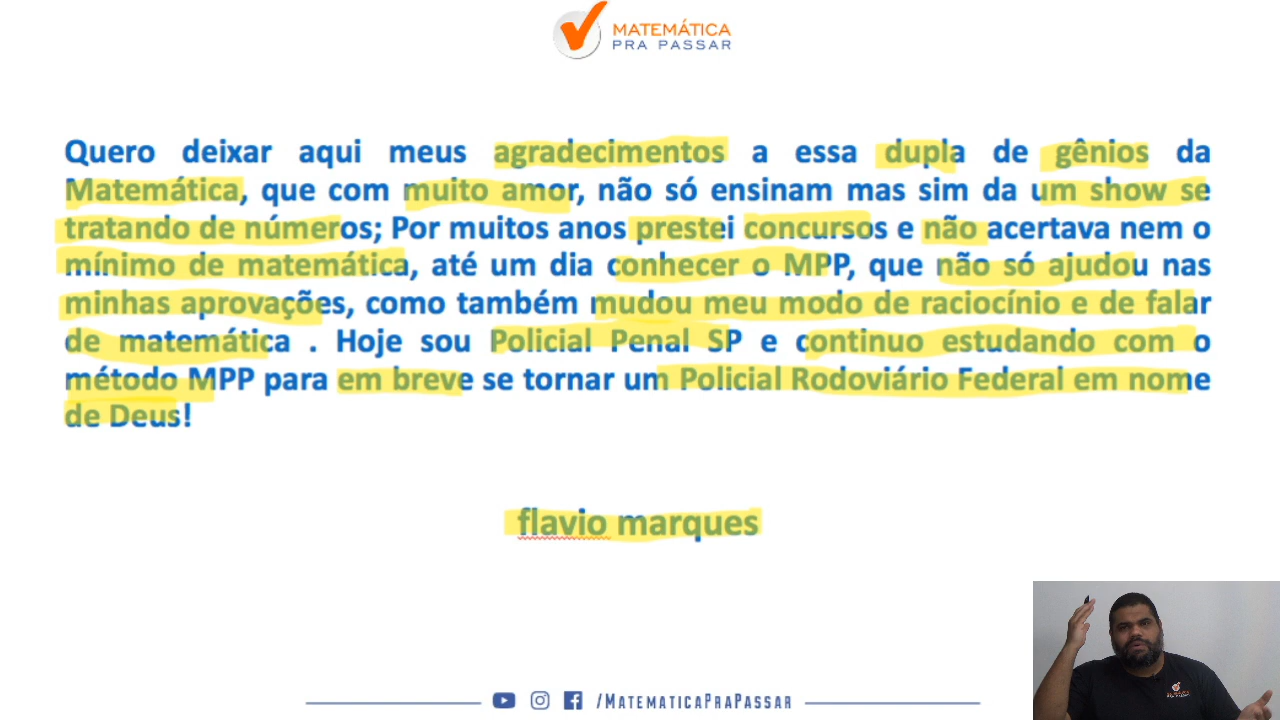 MATEMÁTICA
PRA PASSAR
Quero deixar aqui meus agradecimentos a essa dupla de gênios da
Matemática, que com muito amor, não só ensinam mas sim da um show se
tratando de números; Por muitos anos prestei concursos e não acertava nem o
mínimo de matemática, até um dia conhecer o MPP, que não só ajudou nas
minhas aprovações, como também mudou meu modo de raciocínio e de falar
de matemática . Hoje sou Policial Penal SP e continuo estudando com o
método MPP para em breve se tornar um Policial Rodoviário Federal em nome
de Deus!
flavio marques
/MATEMATICAPRAPASSAR